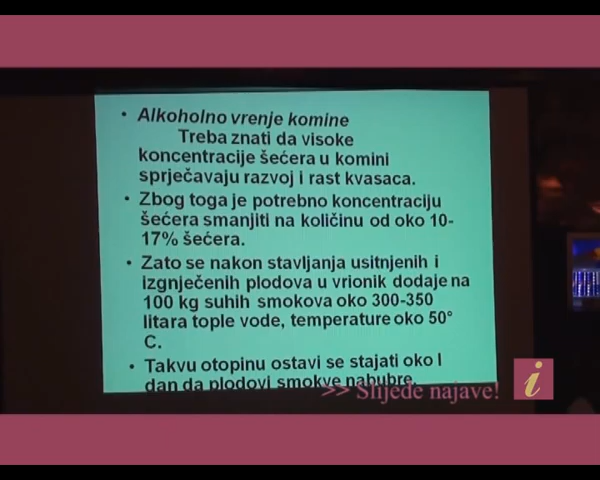 • Alkoholno vrenje komine
Treba znati da visoke
koncentracije šećera u komini
sprječavaju razvoj i rast kvasaca.
• Zbog toga je potrebno koncentraciju
šećera smanjiti na količinu od oko 10-
17% šećera.
• Zato se nakon stavljanja usitnjenih i
izgnječenih plodova u vrionik dodaje na
100 kg suhih smokova oko 300-350
litara tople vode, temperature oko 50°
C.
• Takvu otopinu ostavi se stajati oko I
dan da plodovi smokve nabubre.
>> Slijede najave!
i